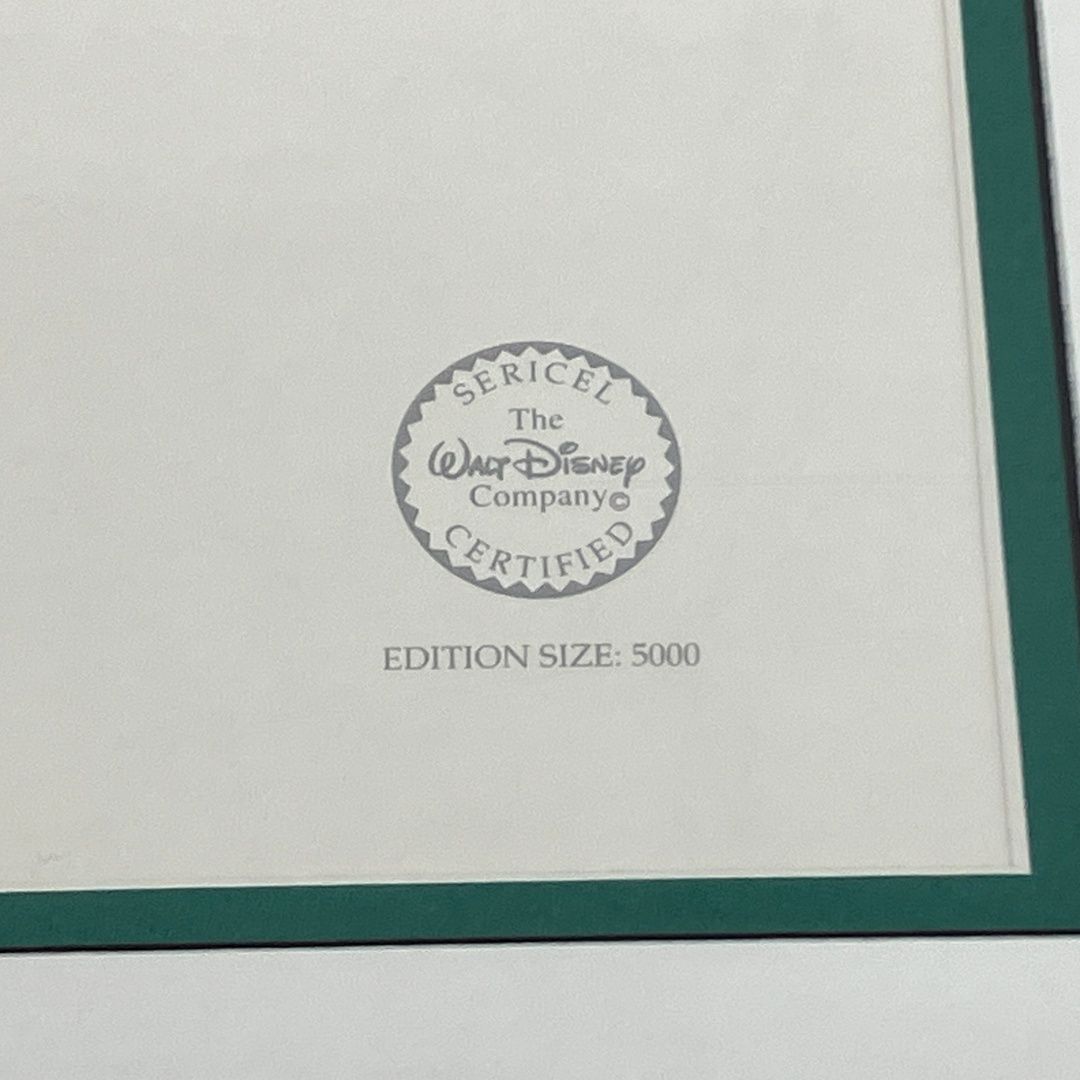 SERICEL
The
WALT DISNEY
Company©
CERTIFIED
EDITION SIZE: 5000